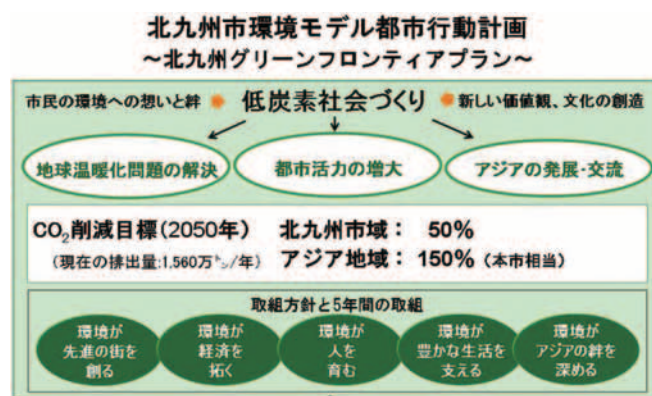 北九州市環境モデル都市行動計画
～北九州グリーンフロンティアプラン～
市民の環境への想いと絆 低炭素社会づくり 新しい価値観、文化の創造
地球温暖化問題の解決 都市活力の増大 アジアの発展・交流
CO₂削減目標(2050年) 北九州市域： 50%
(現在の排出量:1,560万㌧/年) アジア地域： 150% (本市相当)
取組方針と5年間の取組
環境が
先進の街を
創る
環境が
経済を
拓く
環境が
人を
育む
環境が
豊かな生活を
支える
環境が
アジアの絆を
深める